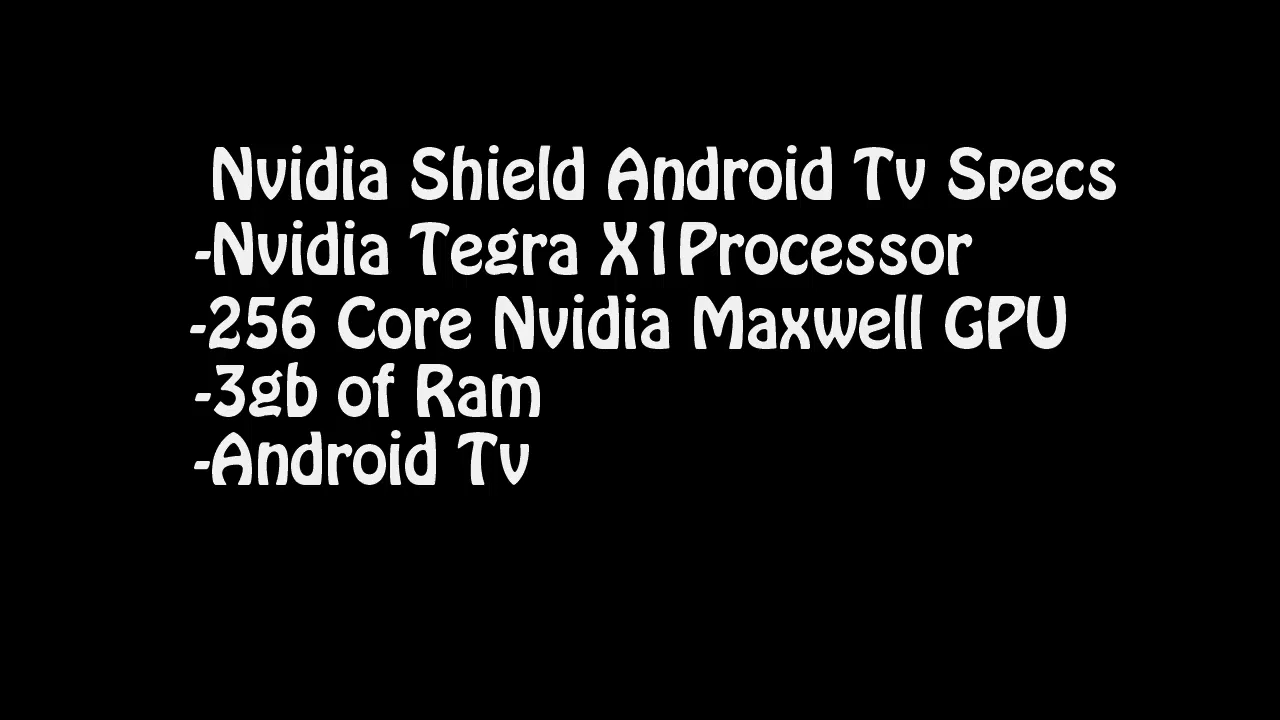 Nvidia Shield Android Tv Specs
-Nvidia Tegra X1Processor
-256 Core Nvidia Maxwell GPU
-3gb of Ram
-Android Tv